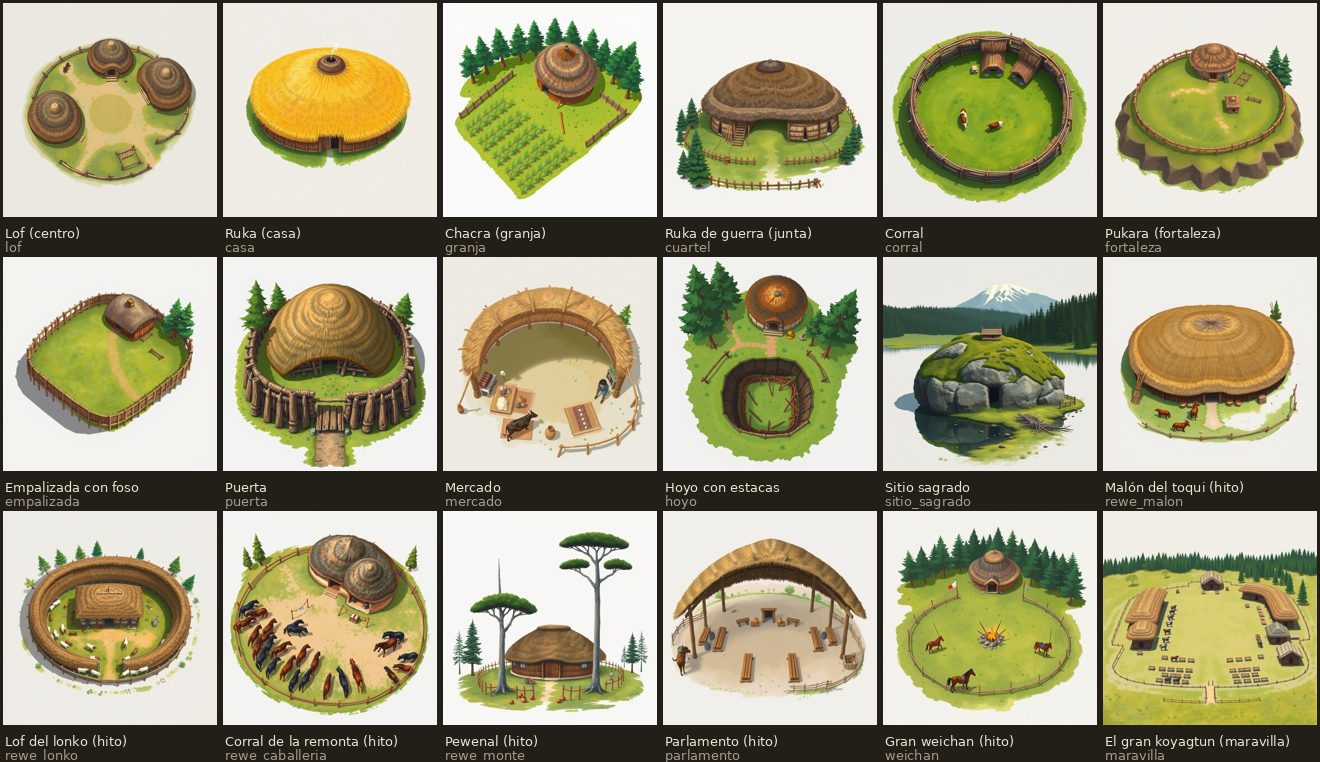 Lof (centro)
lof
Ruka (casa)
casa
Chacra (granja)
granja
Ruka de guerra (junta)
cuartel
Corral
corral
Pukara (fortaleza)
fortaleza
Empalizada con foso
empalizada
Puerta
puerta
Mercado
mercado
Hoyo con estacas
hoyo
Sitio sagrado
sitio_sagrado
Malón del toqui (hito)
rewe_malon
Lof del lonko (hito)
rewe_lonko
Corral de la remonta (hito)
rewe_caballeria
Pewenal (hito)
rewe_monte
Parlamento (hito)
parlamento
Gran weichan (hito)
weichan
El gran koyagtun (maravilla)
maravilla